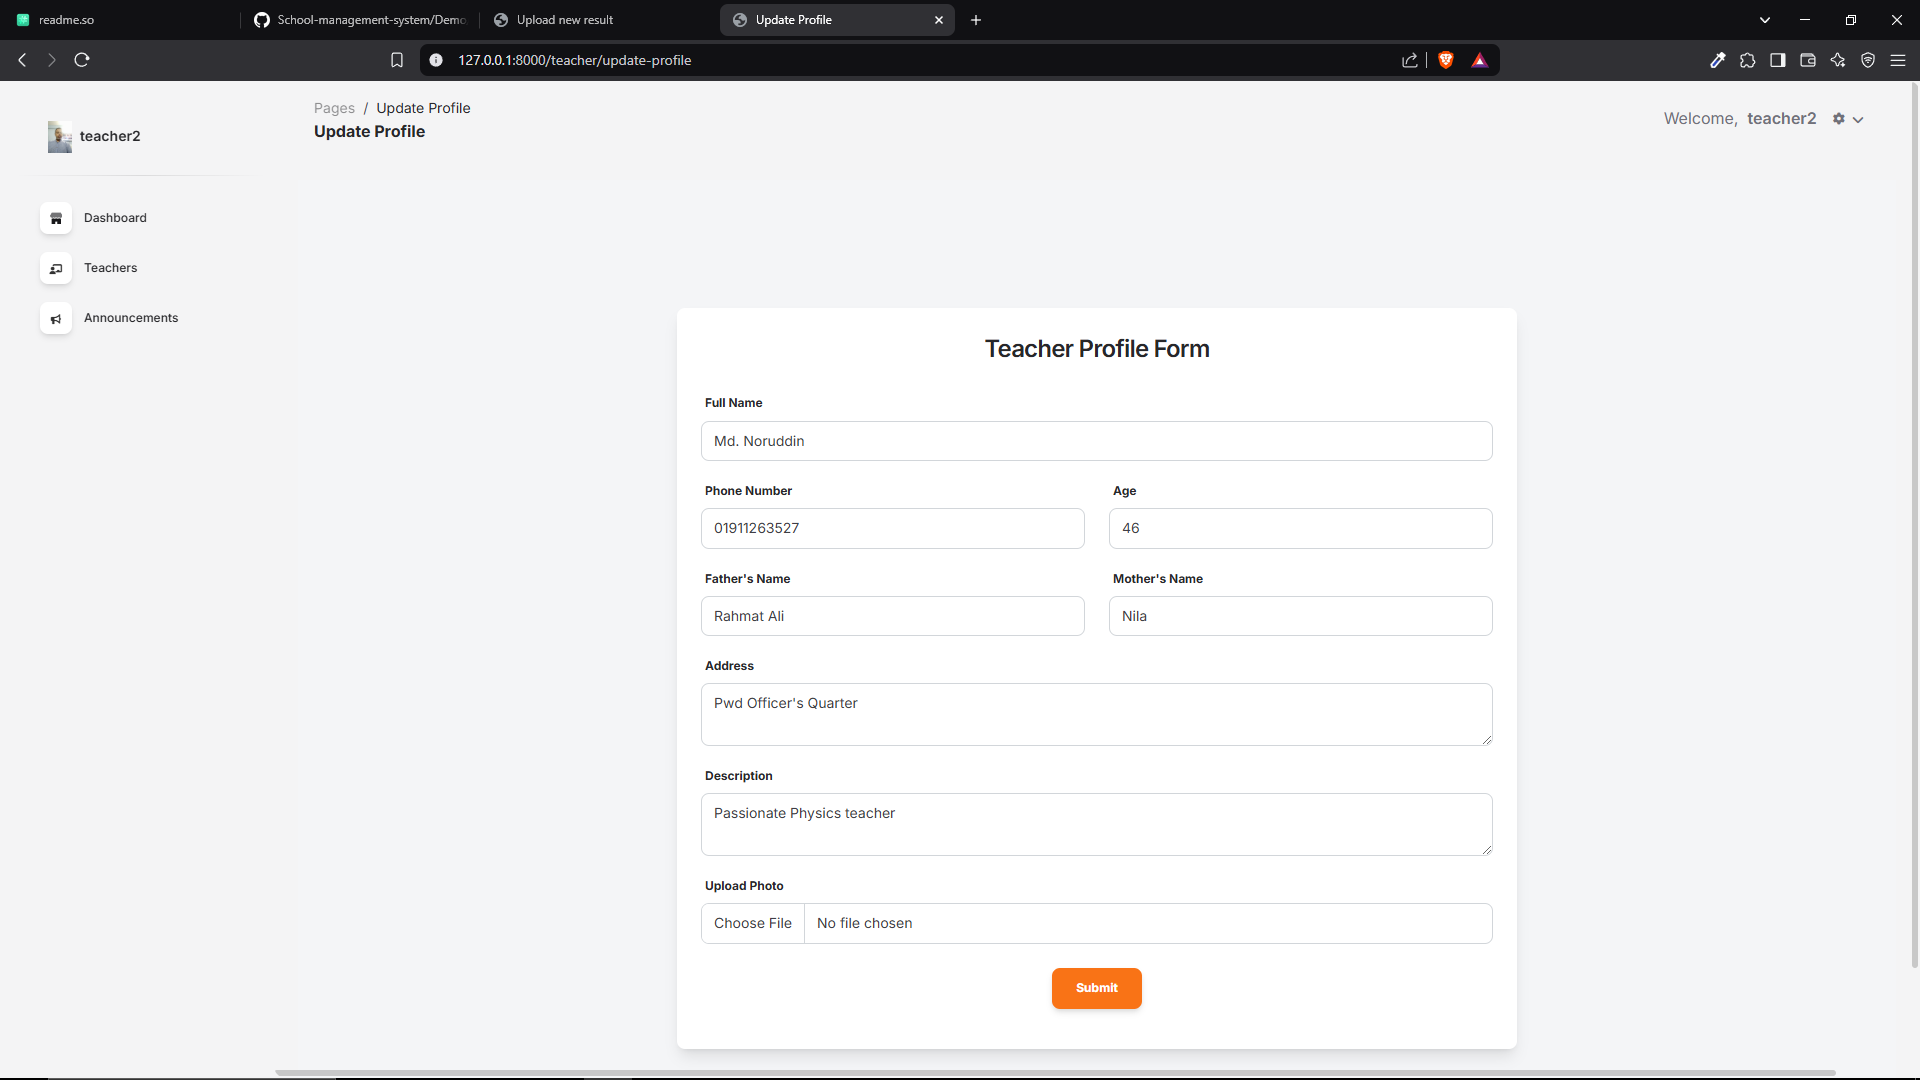 readme.so
School-management-system/Demo
Upload new result
Update Profile
127.0.0.1:8000/teacher/update-profile
teacher2
Pages / Update Profile
Update Profile
Welcome, teacher2
Dashboard
Teachers
Announcements
Teacher Profile Form
Full Name
Md. Noruddin
Phone Number
Age
01911263527
46
Father's Name
Mother's Name
Rahmat Ali
Nila
Address
Pwd Officer's Quarter
Description
Passionate Physics teacher
Upload Photo
Choose File No file chosen
Submit